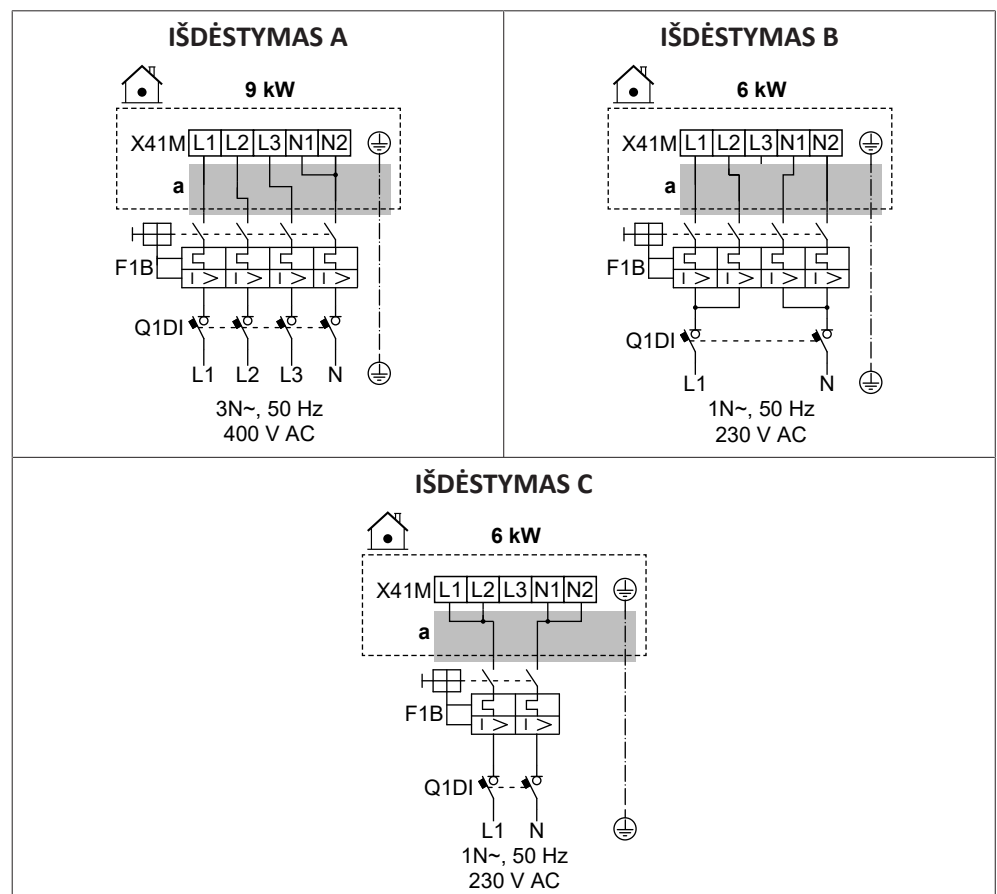 IŠDĖSTYMAS A
9 kW
X41M L1 L2 L3 N1 N2
a
F1B
I > I > I > I >
Q1DI
L1 L2 L3 N
3N~, 50 Hz
400 V AC
IŠDĖSTYMAS B
6 kW
X41M L1 L2 L3 N1 N2
a
F1B
I > I > I > I >
Q1DI
L1 N
1N~, 50 Hz
230 V AC
IŠDĖSTYMAS C
6 kW
X41M L1 L2 L3 N1 N2
a
F1B
I > I >
Q1DI
L1 N
1N~, 50 Hz
230 V AC